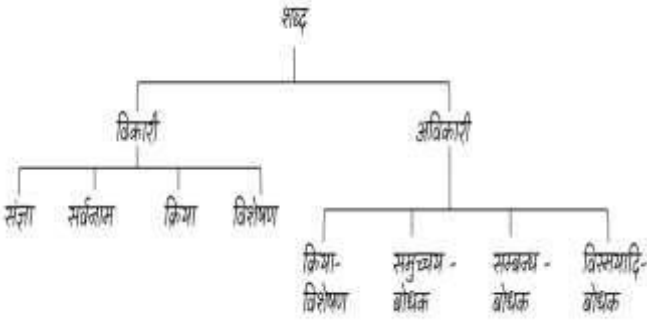 शब्द
विकारी अविकारी
संज्ञा सर्वनाम क्रिया विशेषण
क्रिया- समुच्चय - सम्बन्ध - विस्मयादि-
विशेषण बोधक बोधक बोधक